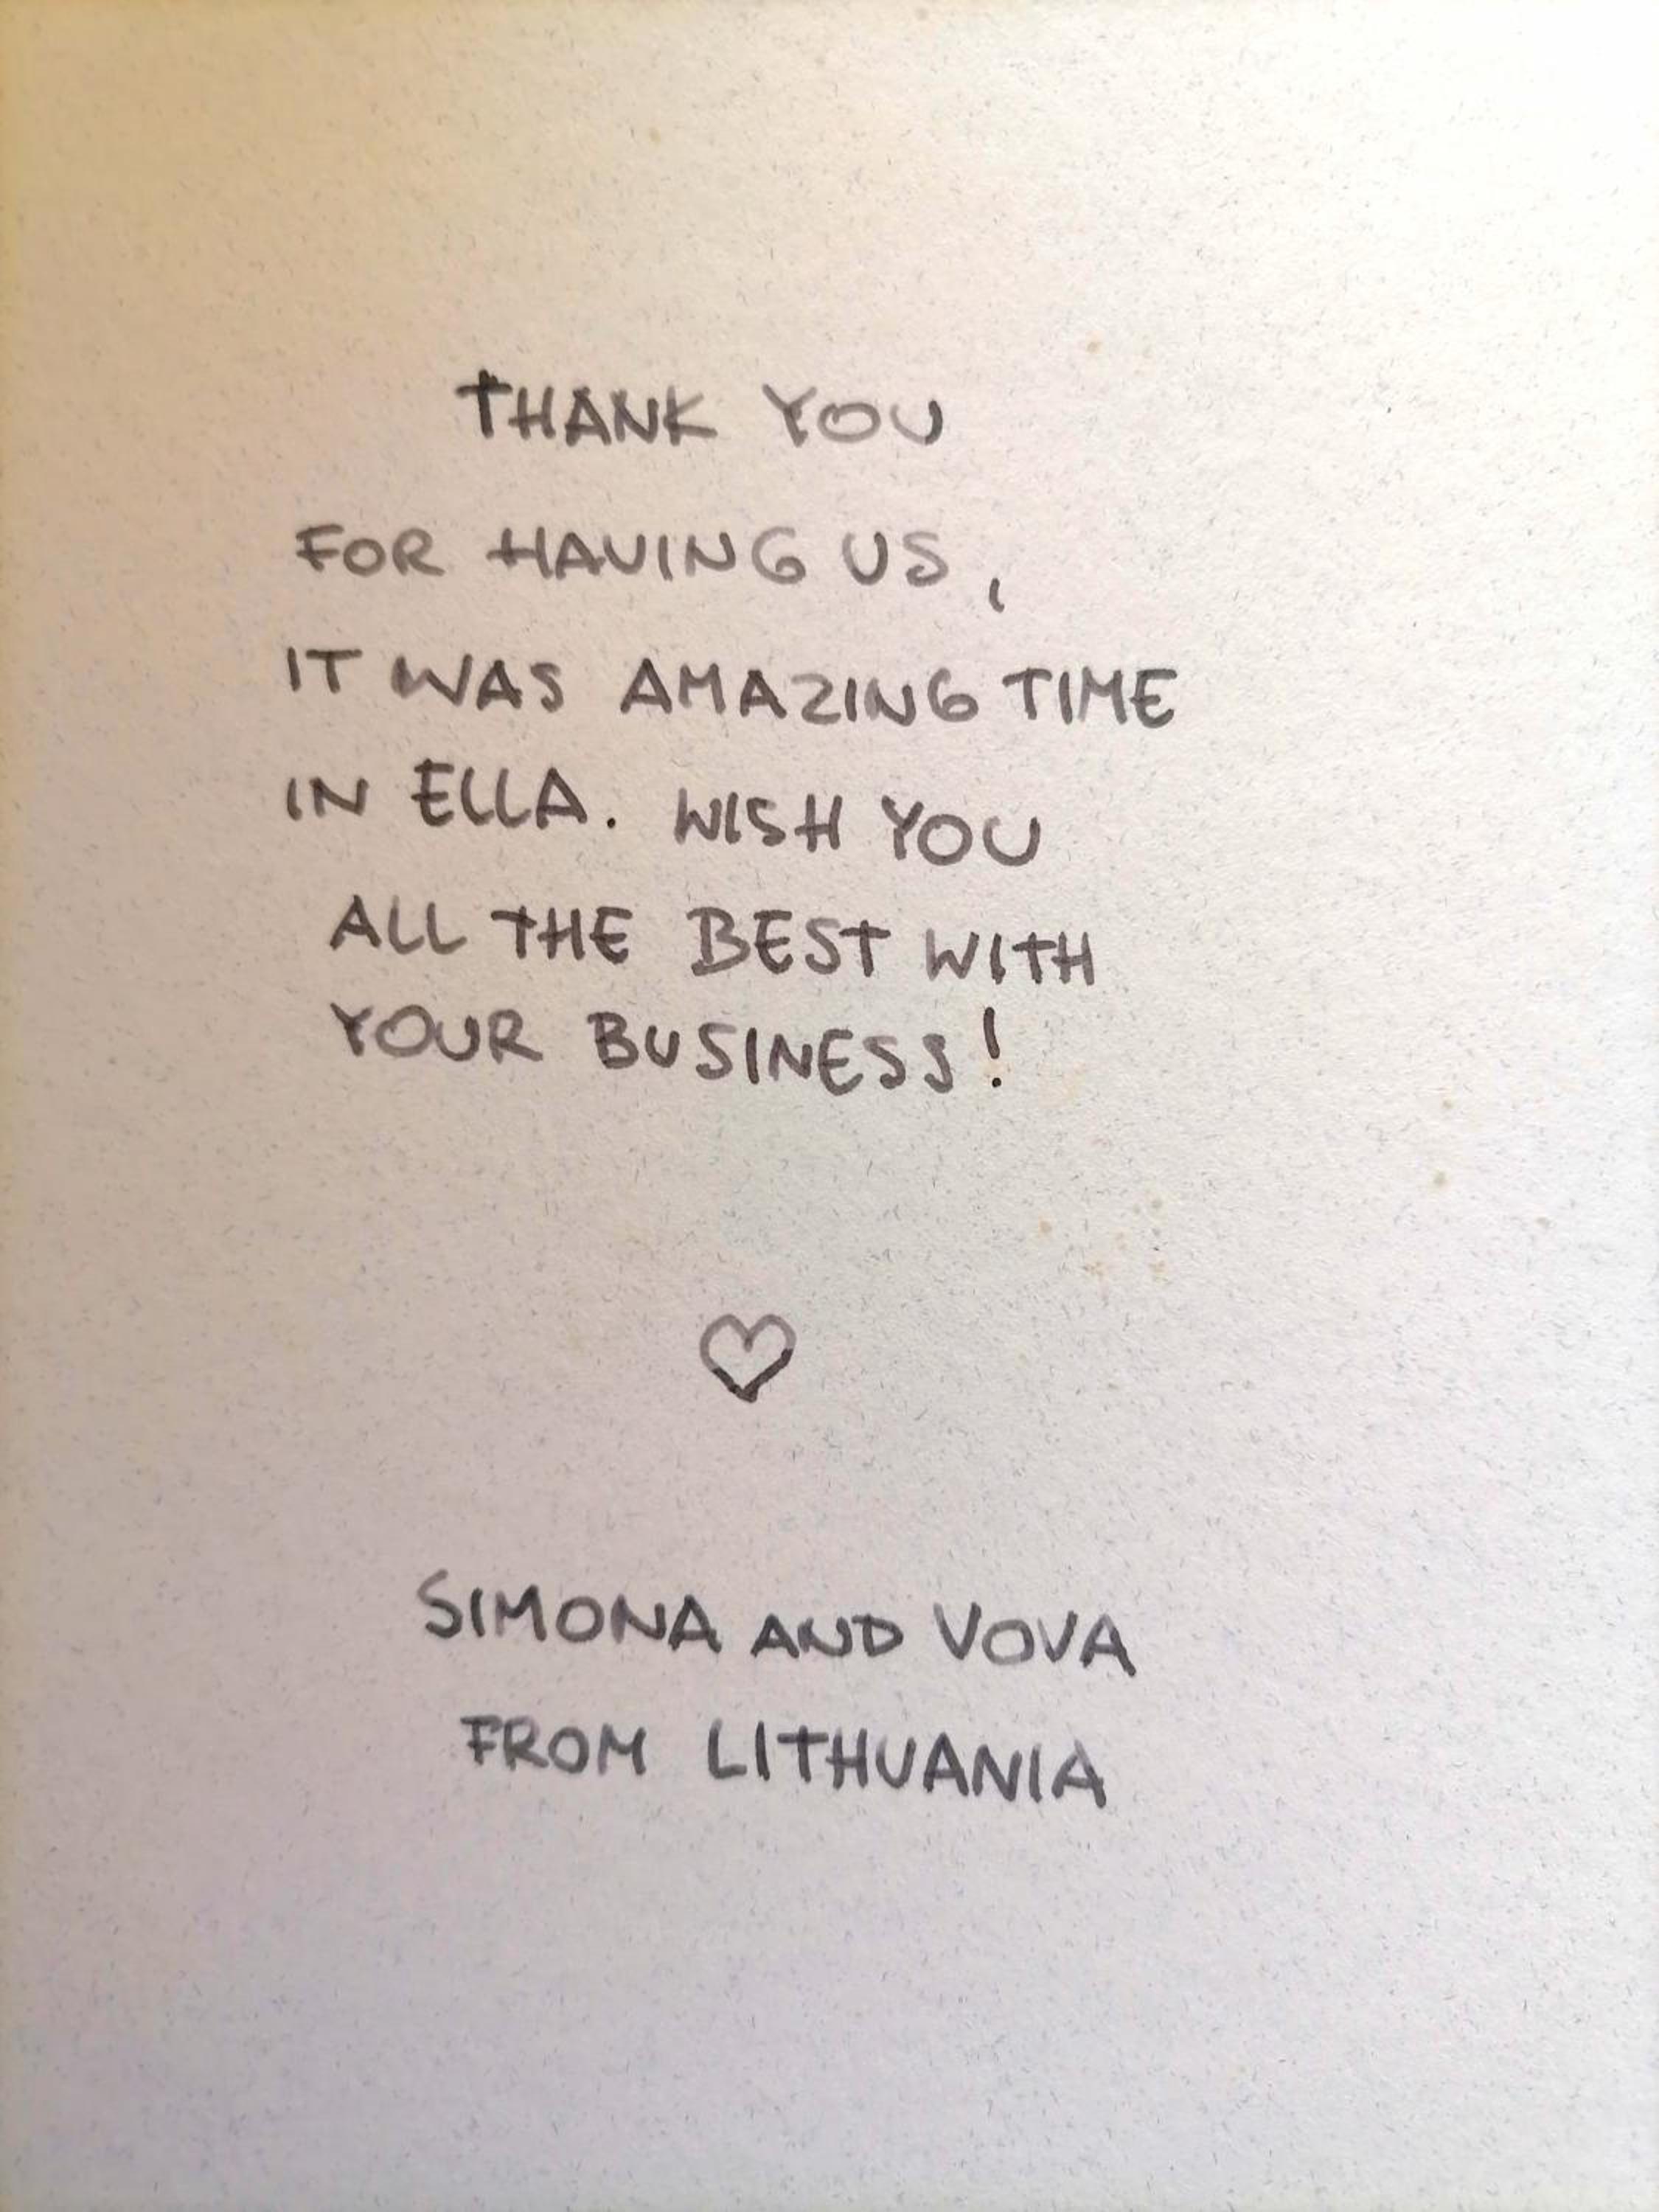 THANK YOU
FOR HAVING US,
IT WAS AMAZING TIME
IN ELLA. WISH YOU
ALL THE BEST WITH
YOUR BUSINESS!
SIMONA AND VOVA
FROM LITHUANIA